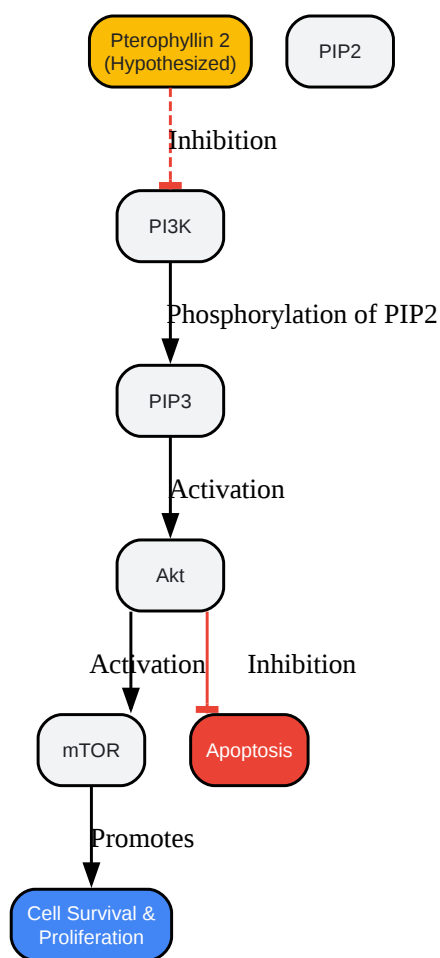 Pterophyllin 2
(Hypothesized)
PIP2
Inhibition
PI3K
Phosphorylation of PIP2
PIP3
Activation
Akt
Activation
Inhibition
mTOR
Apoptosis
Promotes
Cell Survival &
Proliferation